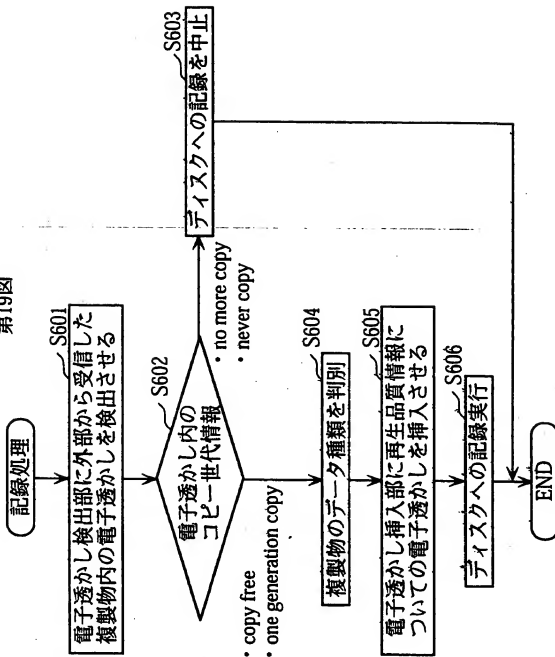 第19図
記録処理
S601
電子透かし検出部に外部から受信した
複製物内の電子透かしを検出させる
S602
電子透かし内の
コピー世代情報
・no more copy
・never copy
S603
ディスクへの記録を中止
・copy free
・one generation copy
S604
複製物のデータ種類を判別
S605
電子透かし挿入部に再生品質情報に
ついての電子透かしを挿入させる
S606
ディスクへの記録実行
END